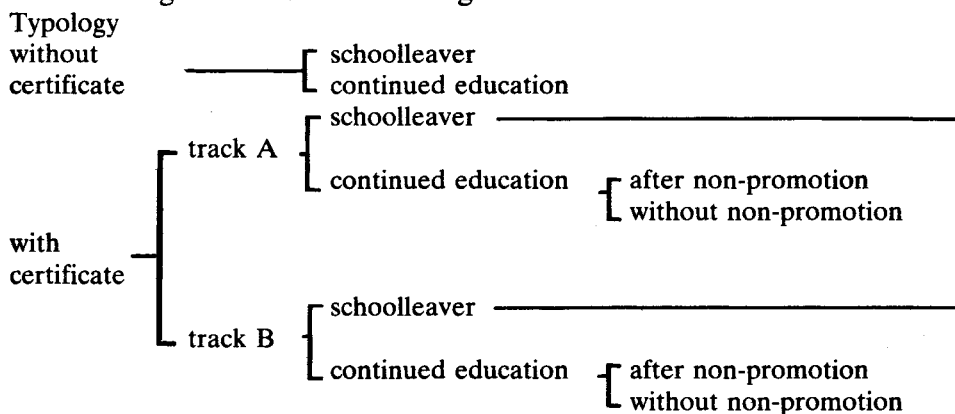 Typology
without
certificate
schoolleaver
continued education
schoolleaver
track A
continued education
after non-promotion
without non-promotion
with
certificate
schoolleaver
track B
continued education
after non-promotion
without non-promotion